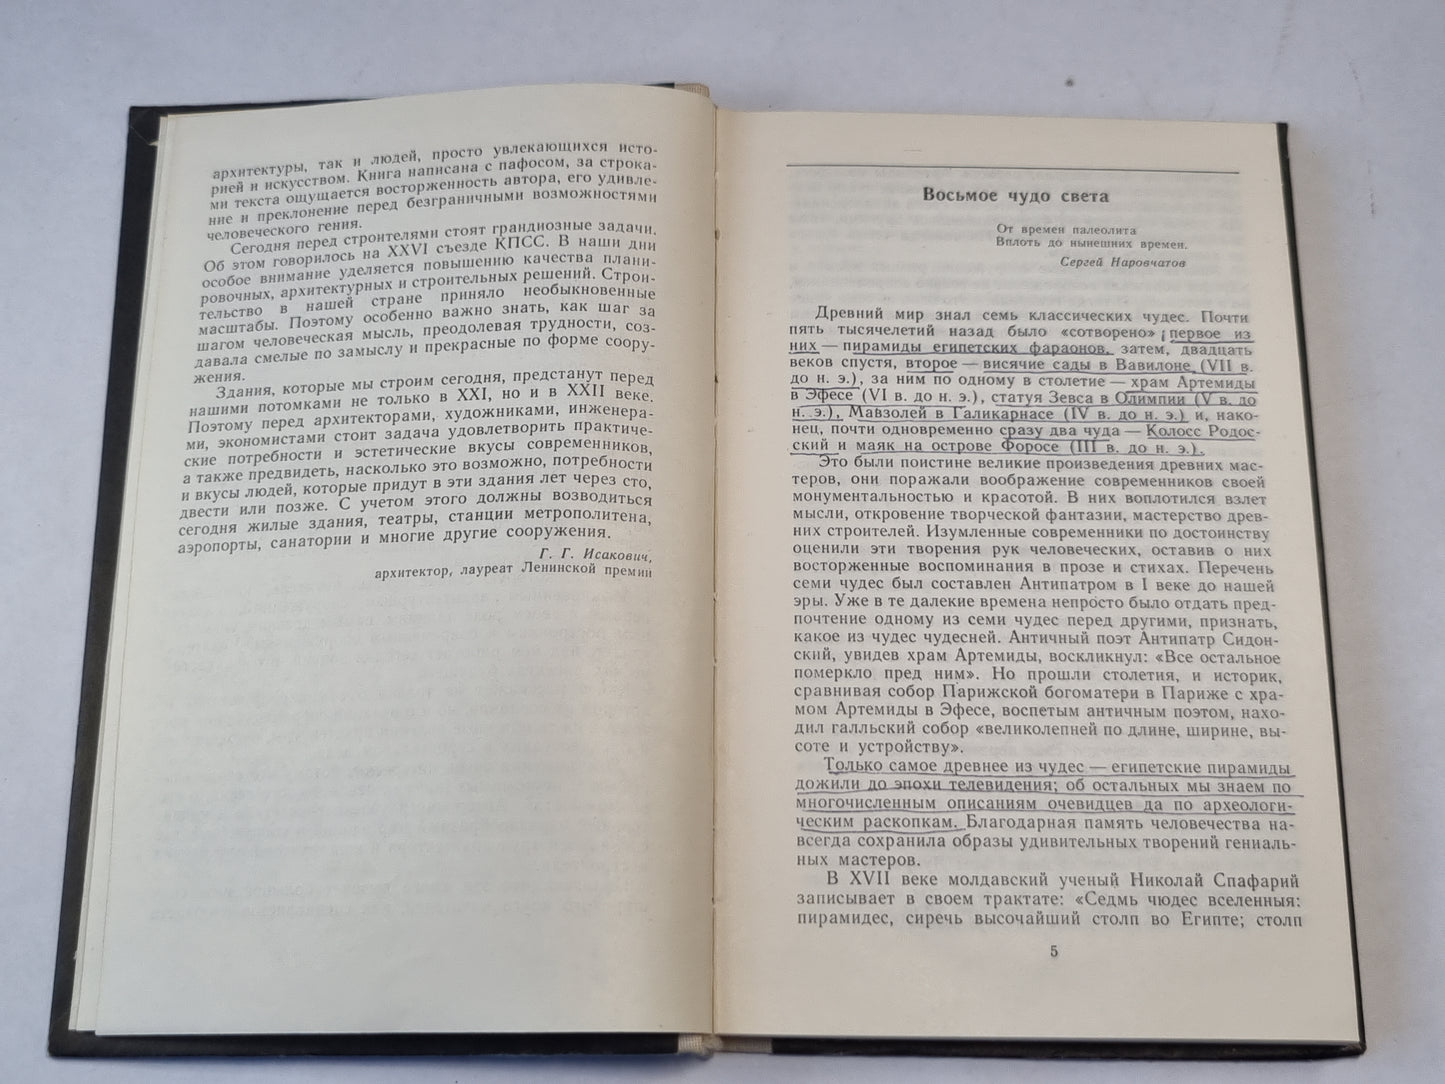 архитектуры, так и людей, просто увлекающихся исто-
рией и искусством. Книга написана с пафосом, за строка-
ми текста ощущается восторженность автора, его удивле-
ние и преклонение перед безграничными возможностями
человеческого гения.
Сегодня перед строителями стоят грандиозные задачи.
Об этом говорилось на XXVI съезде КПСС. В наши дни
особое внимание уделяется повышению качества плани-
ровочных, архитектурных и строительных решений. Строи-
тельство в нашей стране приняло необыкновенные
масштабы. Поэтому особенно важно знать, как шаг за
шагом человеческая мысль, преодолевая трудности, соз-
давала смелые по замыслу и прекрасные по форме соору-
жения.
Здания, которые мы строим сегодня, предстанут перед
нашими потомками не только в XXI, но и в XXII веке.
Поэтому перед архитекторами, художниками, инженера-
ми, экономистами стоит задача удовлетворить практиче-
ские потребности и эстетические вкусы современников,
а также предвидеть, насколько это возможно, потребности
и вкусы людей, которые придут в эти здания лет через сто,
двести или позже. С учетом этого должны возводиться
сегодня жилые здания, театры, станции метрополитена,
аэропорты, санатории и многие другие сооружения.
Г. Г. Исакович,
архитектор, лауреат Ленинской премии
Восьмое чудо света
От времен палеолита
Вплоть до нынешних времен.
Сергей Наровчатов
Древний мир знал семь классических чудес. Почти
пять тысячелетий назад было «сотворено» первое из
них — пирамиды египетских фараонов, затем, двадцать
веков спустя, второе — висячие сады в Вавилоне (VII в.
до н. э.), за ним по одному в столетие — храм Артемиды
в Эфесе (VI в. до н. э.), статуя Зевса в Олимпии (V в. до
н. э.), Мавзолей в Галикарнасе (IV в. до н. э.) и, нако-
нец, почти одновременно сразу два чуда — Колосс Родос-
ский и маяк на острове Форосе (III в. до н. э.).
Это были поистине великие произведения древних мас-
теров, они поражали воображение современников своей
монументальностью и красотой. В них воплотился взлет
мысли, откровение творческой фантазии, мастерство древ-
них строителей. Изумленные современники по достоинству
оценили эти творения рук человеческих, оставив о них
восторженные воспоминания в прозе и стихах. Перечень
семи чудес был составлен Антипатром в I веке до нашей
эры. Уже в те далекие времена непросто было отдать пред-
почтение одному из семи чудес перед другими, признать,
какое из чудес чудесней. Античный поэт Антипатр Сидон-
ский, увидев храм Артемиды, воскликнул: «Все остальное
померкло пред ним». Но прошли столетия, и историк,
сравнивая собор Парижской богоматери в Париже с хра-
мом Артемиды в Эфесе, воспетым античным поэтом, нахо-
дил галльский собор «великолепней по длине, ширине, вы-
соте и устройству».
Только самое древнее из чудес — египетские пирамиды
дожили до эпохи телевидения; об остальных мы знаем по
многочисленным описаниям очевидцев да по археологи-
ческим раскопкам. Благодарная память человечества на-
всегда сохранила образы удивительных творений гениаль-
ных мастеров.
В XVII веке молдавский ученый Николай Спафарий
записывает в своем трактате: «Седмь чюдес вселенныя:
пирамидес, сиречь высочайший столп во Египте; столп
5